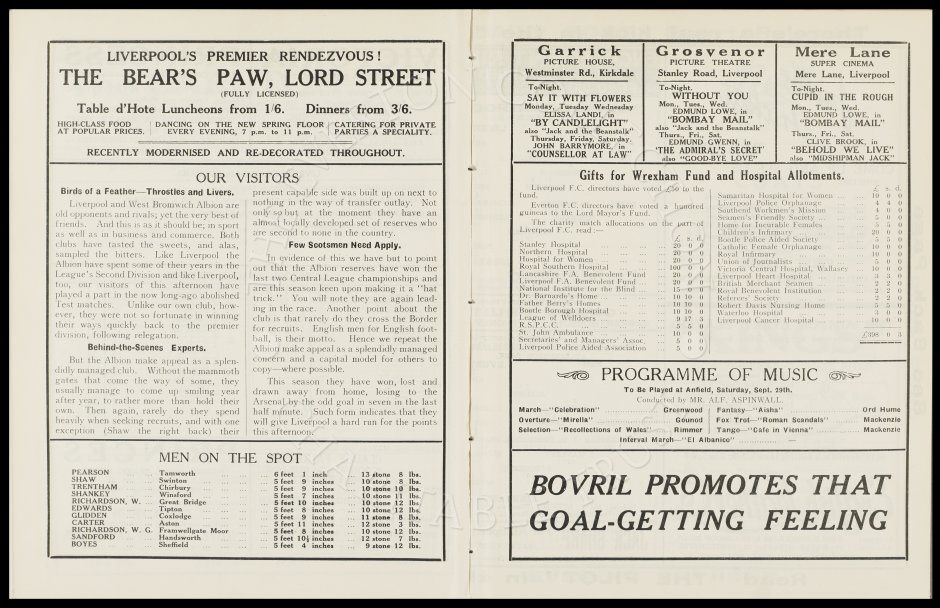 LIVERPOOL'S PREMIER RENDEZVOUS!
THE BEAR'S PAW, LORD STREET
(FULLY LICENSED)
Table d'Hote Luncheons from 1/6. Dinners from 3/6.
HIGH-CLASS FOOD
AT POPULAR PRICES.
DANCING ON THE NEW SPRING FLOOR
EVERY EVENING, 7 p.m. to 11 p.m.
CATERING FOR PRIVATE
PARTIES A SPECIALITY.
RECENTLY MODERNISED AND RE-DECORATED THROUGHOUT.
OUR VISITORS
Birds of a Feather—Throstles and Livers.
Liverpool and West Bromwich Albion are
old opponents and rivals; yet the very best of
friends. And this is as it should be; in sport
as well as in business and commerce. Both
clubs have tasted the sweets, and alas,
sampled the bitters. Like Liverpool the
Albion have spent some of their years in the
League's Second Division and like Liverpool,
too, our visitors of this afternoon have
played a part in the now long-ago abolished
Test matches. Unlike our own club, how-
ever, they were not so fortunate in winning
their ways quickly back to the premier
division, following relegation.
Behind-the-Scenes Experts.
But the Albion make appeal as a splen-
didly managed club. Without the mammoth
gates that come the way of some, they
usually manage to come up smiling year
after year, to rather more than hold their
own. Then again, rarely do they spend
heavily when seeking recruits, and with one
exception (Shaw the right back) their
present capable side was built up on next to
nothing in the way of transfer outlay. Not
only so but at the moment they have an
almost locally developed set of reserves who
are second to none in the country.
Few Scotsmen Need Apply.
In evidence of this we have but to point
out that the Albion reserves have won the
last two Central League championships and
are this season keen upon making it a "hat
trick." You will note they are again lead-
ing in the race. Another point about the
club is that rarely do they cross the Border
for recruits. English men for English foot-
ball, is their motto. Hence we repeat the
Albion make appeal as a splendidly managed
concern and a capital model for others to
copy—where possible.
This season they have won, lost and
drawn away from home, losing to the
Arsenal by the odd goal in seven in the last
half minute. Such form indicates that they
will give Liverpool a hard run for the points
this afternoon.
MEN ON THE SPOT
PEARSON Tamworth 6 feet 1 inch 13 stone 8 lbs.
SHAW Swinton 5 feet 9 inches 10 stone 8 lbs.
TRENTHAM Chirbury 5 feet 9 inches 10 stone 10 lbs.
SHANKEY Winsford 5 feet 7 inches 10 stone 11 lbs.
RICHARDSON, W. Great Bridge 5 feet 10 inches 10 stone 12 lbs.
EDWARDS Tipton 5 feet 8 inches 10 stone 12 lbs.
GLIDDEN Coxlodge 5 feet 9 inches 11 stone 8 lbs.
CARTER Aston 5 feet 11 inches 12 stone 3 lbs.
RICHARDSON, W. G. Framwellgate Moor 5 feet 8 inches 10 stone 12 lbs.
SANDFORD Handsworth 5 feet 10½ inches 12 stone 7 lbs.
BOYES Sheffield 5 feet 4 inches 9 stone 12 lbs.
Garrick
PICTURE HOUSE,
Westminster Rd., Kirkdale
To-Night.
SAY IT WITH FLOWERS
Monday, Tuesday Wednesday
ELISSA LANDI, in
"BY CANDLELIGHT"
also "Jack and the Beanstalk"
Thursday, Friday, Saturday
JOHN BARRYMORE, in
"COUNSELLOR AT LAW"
Grosvenor
PICTURE THEATRE
Stanley Road, Liverpool
To-Night.
WITHOUT YOU
Mon., Tues., Wed.
EDMUND LOWE, in
"BOMBAY MAIL"
also "Jack and the Beanstalk"
Thurs., Fri., Sat.
EDMUND GWENN, in
'THE ADMIRAL'S SECRET'
also "GOOD-BYE LOVE"
Mere Lane
SUPER CINEMA
Mere Lane, Liverpool
To-Night.
CUPID IN THE ROUGH
Mon., Tues., Wed.
EDMUND LOWE, in
"BOMBAY MAIL"
Thurs., Fri., Sat.
CLIVE BROOK, in
"BEHOLD WE LIVE"
also "MIDSHIPMAN JACK"
Gifts for Wrexham Fund and Hospital Allotments.
Liverpool F.C. directors have voted £50 to the
fund.
Everton F.C. directors have voted a hundred
guineas to the Lord Mayor's Fund.
The charity match allocations on the part of
Liverpool F.C. read:—
£ s. d.
Stanley Hospital 20 0 0
Northern Hospital 20 0 0
Hospital for Women 20 0 0
Royal Southern Hospital 100 0 0
Lancashire F.A. Benevolent Fund 20 0 0
Liverpool F.A. Benevolent Fund 20 0 0
National Institute for the Blind 15 0 0
Dr. Barnardo's Home 10 10 0
Father Berry's Homes 10 10 0
Bootle Borough Hospital 10 10 0
League of Welldoers 9 17 3
R.S.P.C.C. 5 5 0
St. John Ambulance 10 0 0
Secretaries' and Managers' Assoc. 5 0 0
Liverpool Police Aided Association 5 0 0
£ s. d.
Samaritan Hospital for Women 10 0 0
Liverpool Police Orphanage 4 4 0
Southend Workmen's Mission 4 0 0
Seamen's Friendly Society 5 0 0
Home for Incurable Females 5 5 0
Children's Infirmary 20 0 0
Bootle Police Aided Society 5 5 0
Catholic Female Orphanage 10 0 0
Royal Infirmary 10 0 0
Union of Journalists 5 0 0
Victoria Central Hospital, Wallasey 10 0 0
Liverpool Heart Hospital 3 3 0
British Merchant Seamen 2 2 0
Royal Benevolent Institution 2 2 0
Referees' Society 2 2 0
Robert Davis Nursing Home 5 5 0
Waterloo Hospital 3 0 0
Liverpool Cancer Hospital 10 0 0
£398 0 3
PROGRAMME OF MUSIC
To Be Played at Anfield, Saturday, Sept. 29th.
Conducted by MR. ALF. ASPINWALL.
March—"Celebration" Greenwood
Overture—"Mirella" Gounod
Selection—"Recollections of Wales" Rimmer
Fantasy—"Aisha" Ord Hume
Fox Trot—"Roman Scandals" Mackenzie
Tango—"Cafe in Vienna" Mackenzie
Interval March—"El Albanico" —
BOVRIL PROMOTES THAT
GOAL-GETTING FEELING